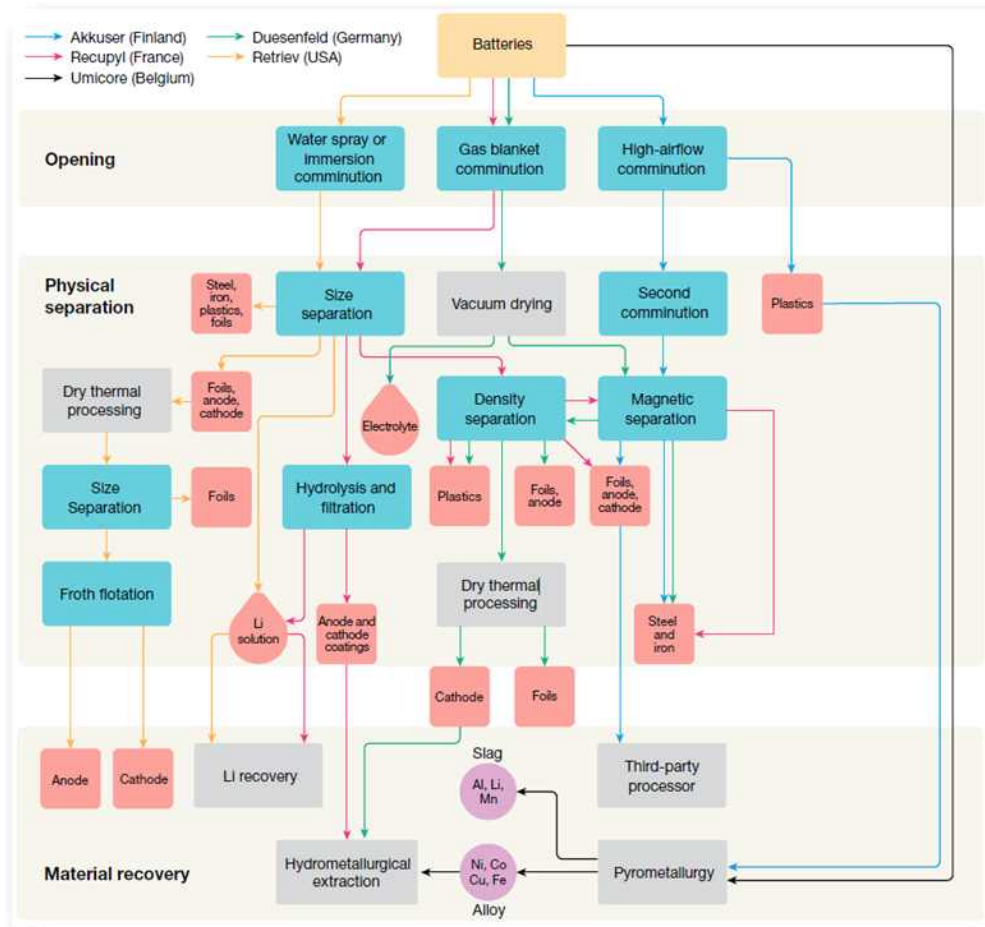 Akkuser (Finland)
Duesenfeld (Germany)
Recupyl (France)
Retriev (USA)
Umicore (Belgium)
Batteries
Opening
Water spray or
immersion
comminution
Gas blanket
comminution
High-airflow
comminution
Physical
separation
Steel,
iron,
plastics,
foils
Size
separation
Vacuum drying
Second
comminution
Plastics
Dry thermal
processing
Foils,
anode,
cathode
Electrolyte
Density
separation
Magnetic
separation
Size
Separation
Foils
Hydrolysis and
filtration
Plastics
Foils,
anode
Foils,
anode,
cathode
Froth flotation
Li
solution
Anode and
cathode
coatings
Dry thermal
processing
Steel
and
iron
Cathode
Foils
Anode
Cathode
Li recovery
Slag
Al, Li,
Mn
Third-party
processor
Material recovery
Hydrometallurgical
extraction
Ni, Co
Cu, Fe
Alloy
Pyrometallurgy